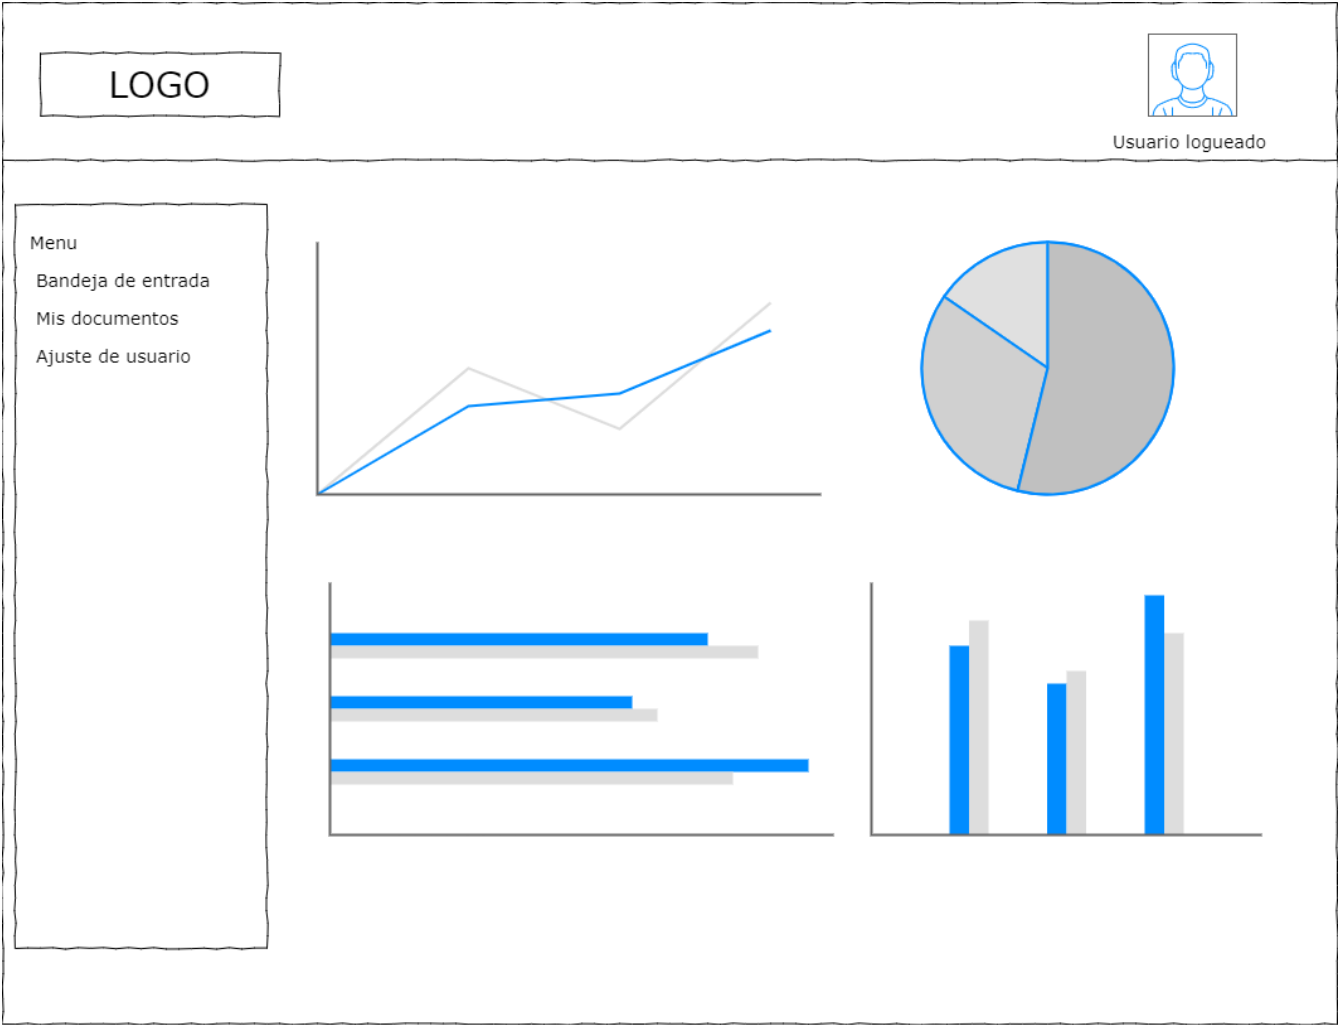 LOGO
Usuario logueado
Menu
Bandeja de entrada
Mis documentos
Ajuste de usuario